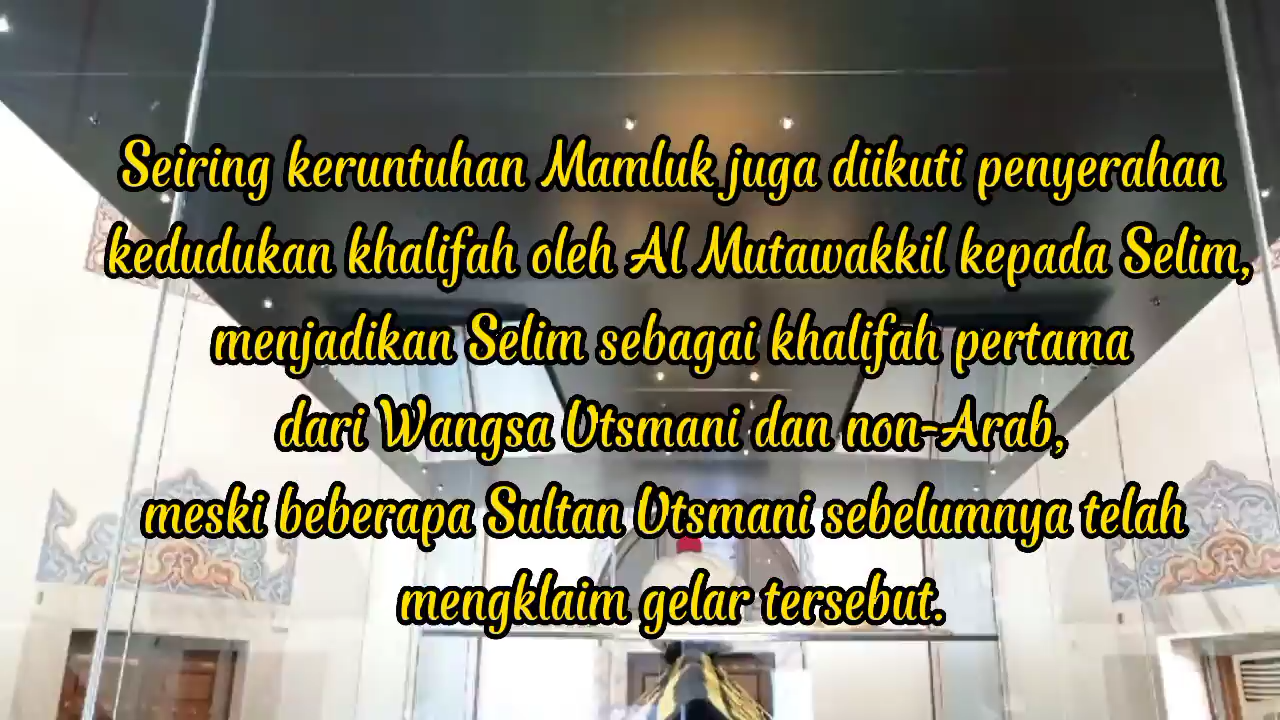 Seiring keruntuhan Mamluk juga diikuti penyerahan
kedudukan khalifah oleh Al Mutawakkil kepada Selim,
menjadikan Selim sebagai khalifah pertama
dari Wangsa Utsmani dan non-Arab,
meski beberapa Sultan Utsmani sebelumnya telah
mengklaim gelar tersebut.